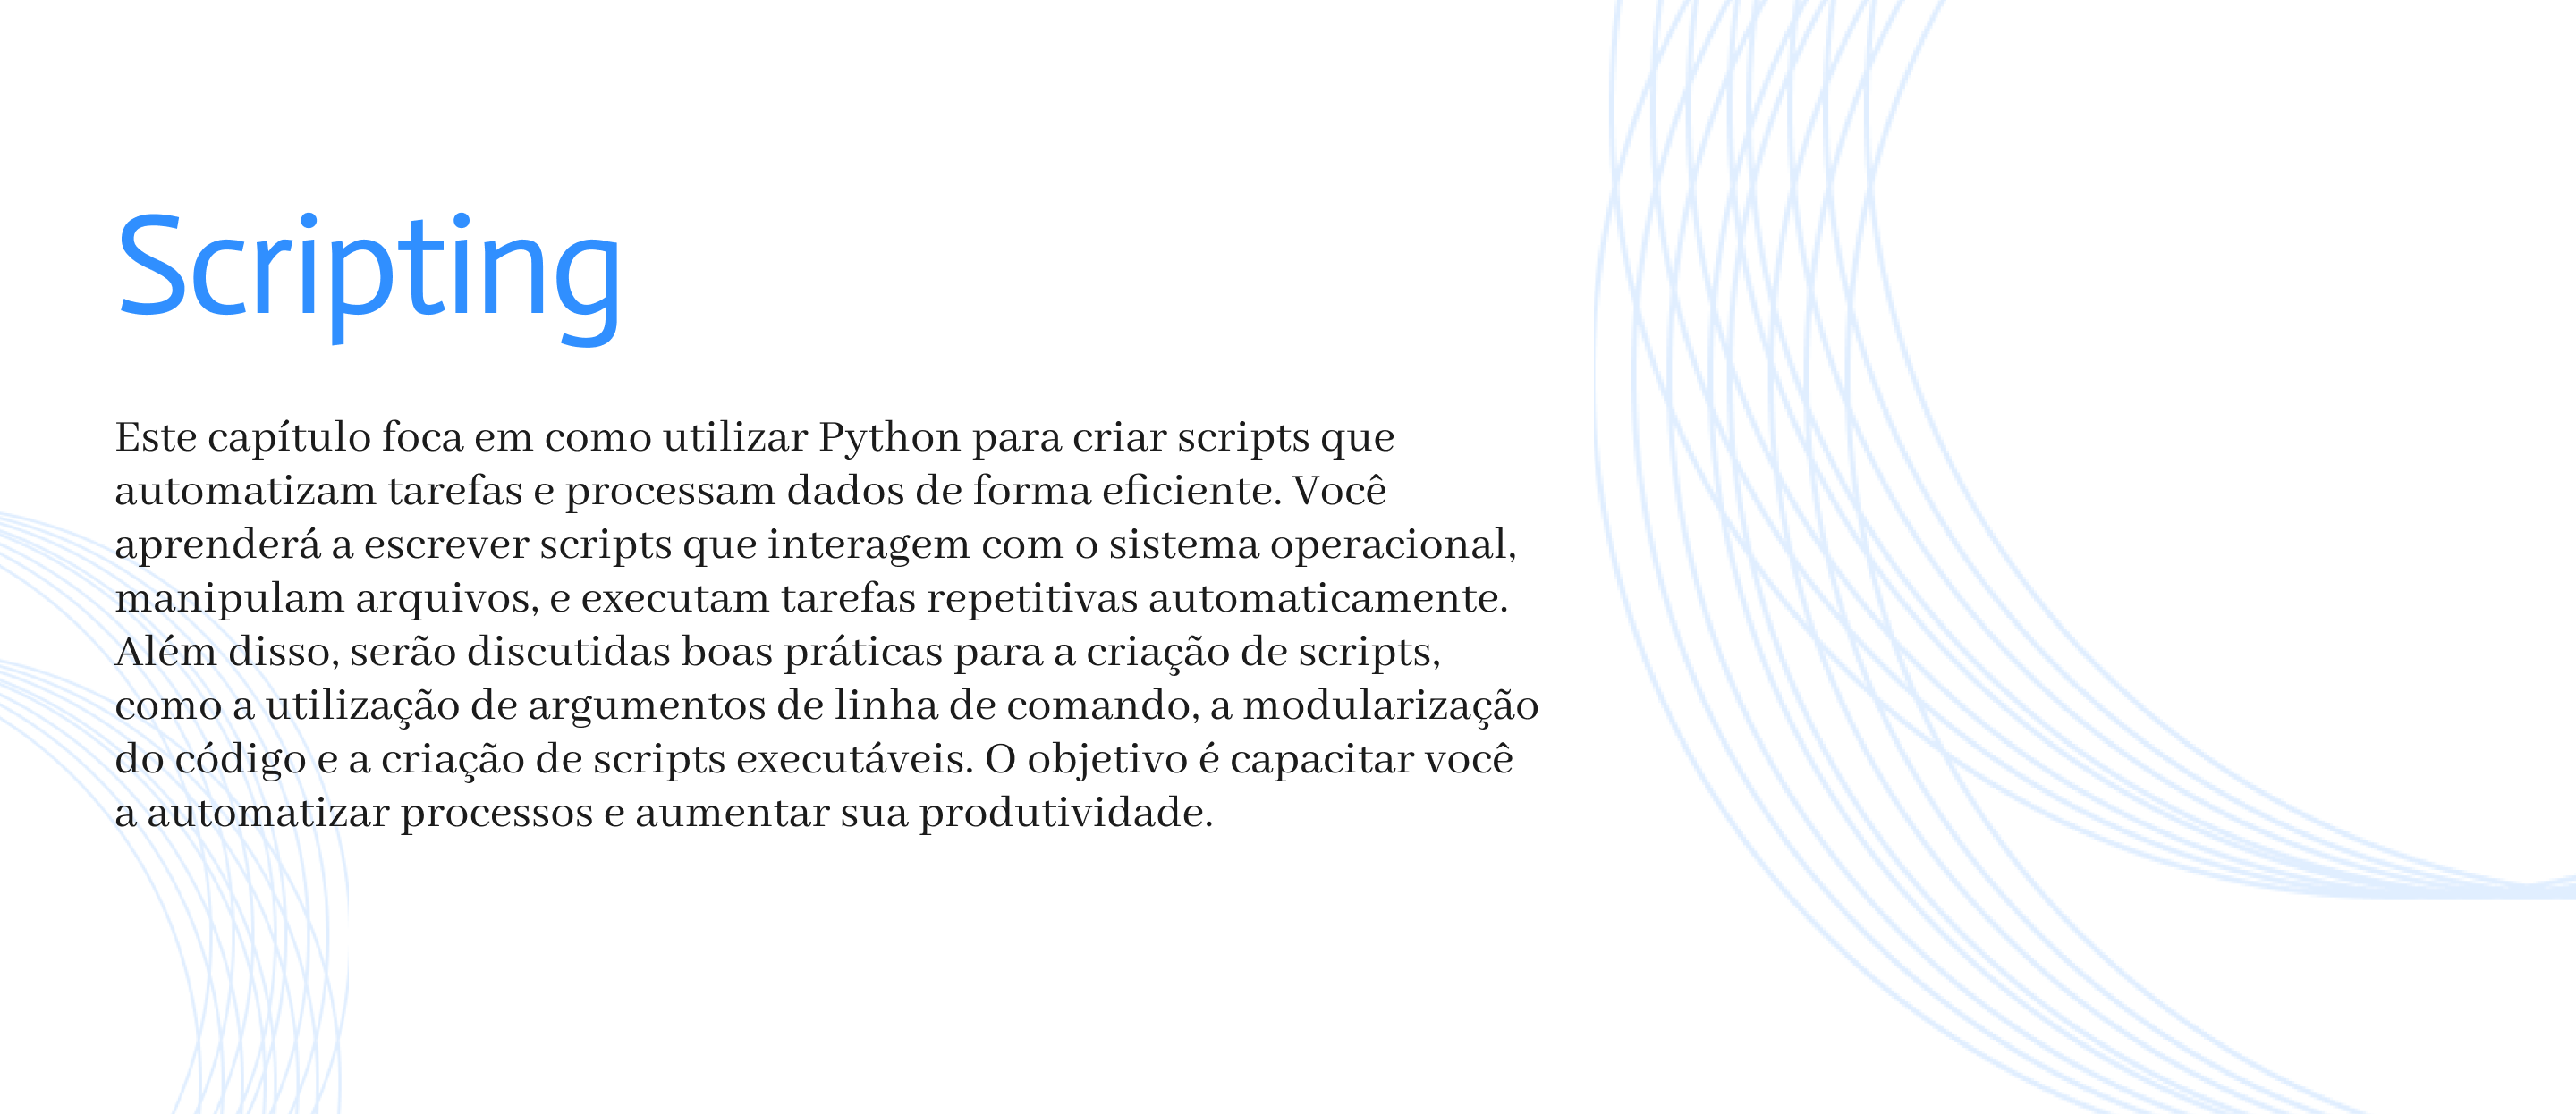 Scripting
Este capítulo foca em como utilizar Python para criar scripts que
automatizam tarefas e processam dados de forma eficiente. Você
aprenderá a escrever scripts que interagem com o sistema operacional,
manipulam arquivos, e executam tarefas repetitivas automaticamente.
Além disso, serão discutidas boas práticas para a criação de scripts,
como a utilização de argumentos de linha de comando, a modularização
do código e a criação de scripts executáveis. O objetivo é capacitar você
a automatizar processos e aumentar sua produtividade.